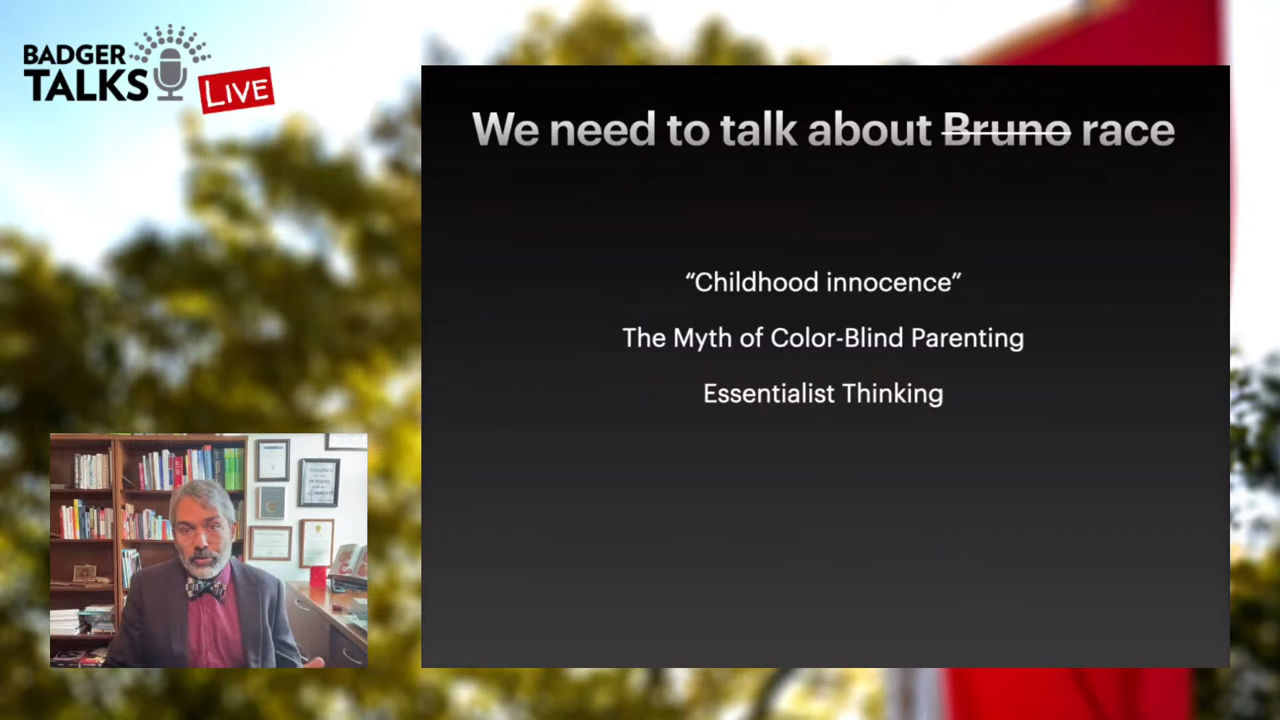 BADGER
TALKS
LIVE
We need to talk about Bruno race
“Childhood innocence”
The Myth of Color-Blind Parenting
Essentialist Thinking